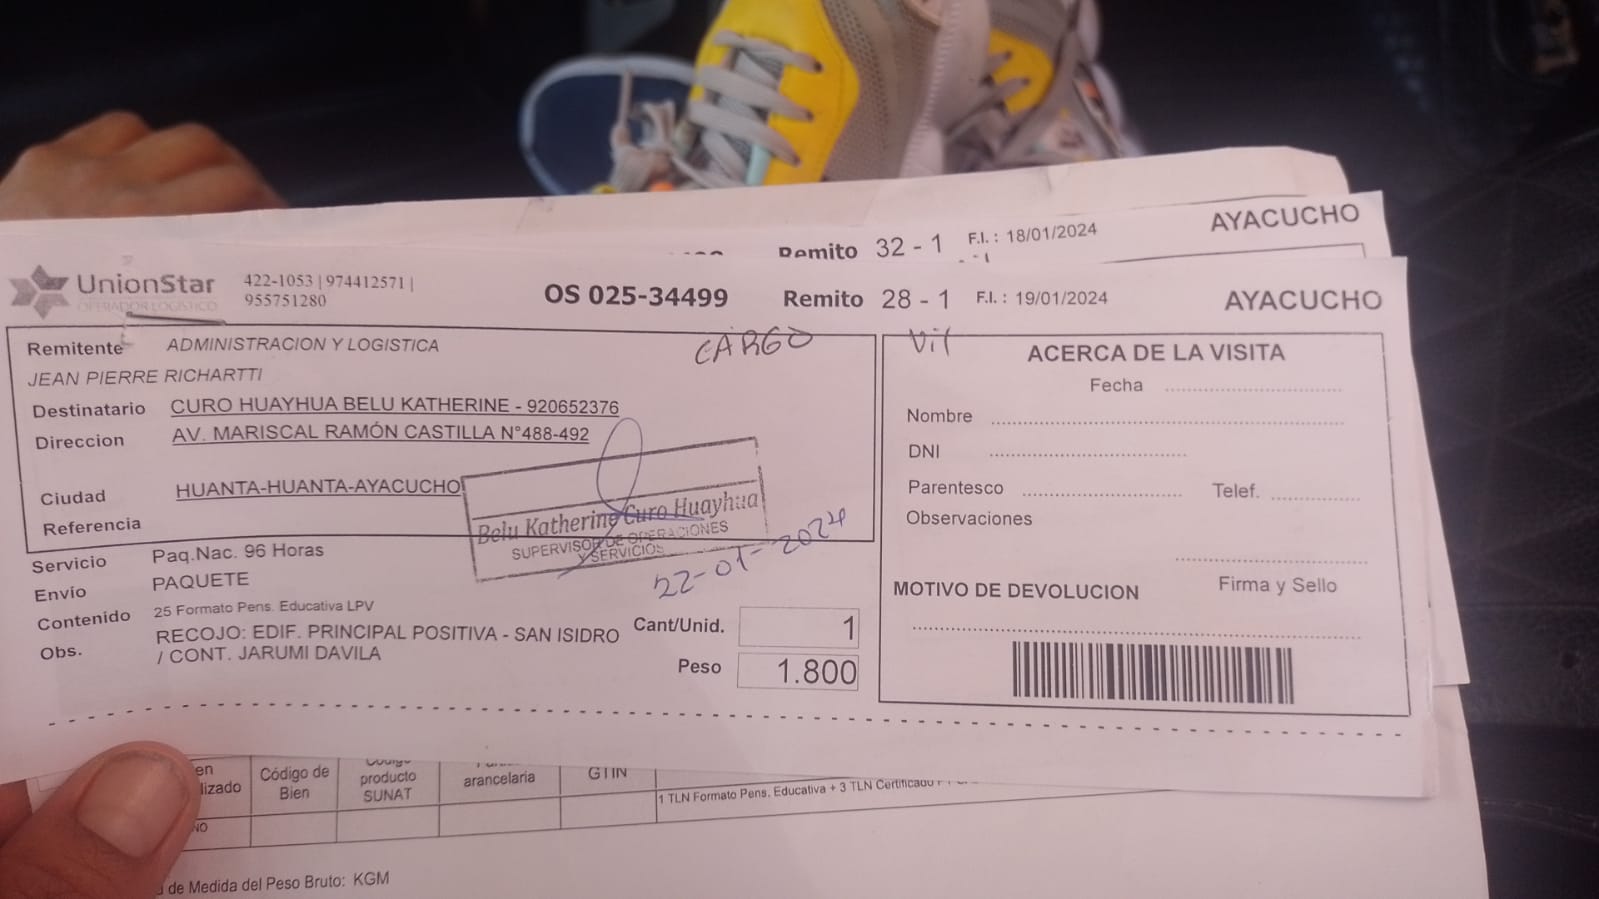 Remito 32 - 1 F.I. : 18/01/2024 AYACUCHO
UnionStar
OPERADOR LOGISTICO
422-1053 | 974412571 |
955751280
OS 025-34499 Remito 28 - 1 F.I. : 19/01/2024 AYACUCHO
CARGO
Remitente ADMINISTRACION Y LOGISTICA
JEAN PIERRE RICHARTTI
Destinatario CURO HUAYHUA BELU KATHERINE - 920652376
Direccion AV. MARISCAL RAMÓN CASTILLA N°488-492
Ciudad HUANTA-HUANTA-AYACUCHO
Referencia
Belu Katherine Curo Huayhua
SUPERVISOR DE OPERACIONES
Y SERVICIOS
22-01-2024
Servicio Paq.Nac. 96 Horas
Envío PAQUETE
Contenido 25 Formato Pens. Educativa LPV
Obs. RECOJO: EDIF. PRINCIPAL POSITIVA - SAN ISIDRO
/ CONT. JARUMI DAVILA
Cant/Unid. 1
Peso 1.800
ACERCA DE LA VISITA
Fecha
Nombre
DNI
Parentesco Telef.
Observaciones
MOTIVO DE DEVOLUCION Firma y Sello
Código de
Bien
producto
SUNAT
arancelaria
GTIN
1 TLN Formato Pens. Educativa + 3 TLN Certificado
de Medida del Peso Bruto: KGM